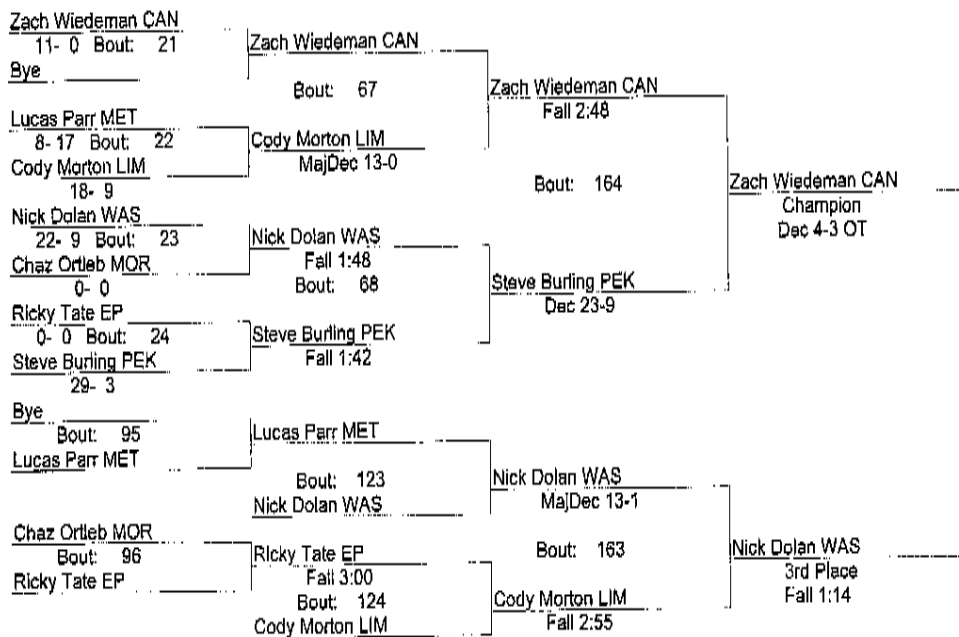 Zach Wiedeman CAN
11- 0 Bout: 21
Bye
Lucas Parr MET
8- 17 Bout: 22
Cody Morton LIM
18- 9
Nick Dolan WAS
22- 9 Bout: 23
Chaz Ortleb MOR
0- 0
Ricky Tate EP
0- 0 Bout: 24
Steve Burling PEK
29- 3
Bye
Bout: 95
Lucas Parr MET
Chaz Ortleb MOR
Bout: 96
Ricky Tate EP
Zach Wiedeman CAN
Bout: 67
Cody Morton LIM
MajDec 13-0
Nick Dolan WAS
Fall 1:48
Bout: 68
Steve Burling PEK
Fall 1:42
Lucas Parr MET
Bout: 123
Nick Dolan WAS
Ricky Tate EP
Fall 3:00
Bout: 124
Cody Morton LIM
Zach Wiedeman CAN
Fall 2:48
Bout: 164
Steve Burling PEK
Dec 23-9
Nick Dolan WAS
MajDec 13-1
Bout: 163
Cody Morton LIM
Fall 2:55
Zach Wiedeman CAN
Champion
Dec 4-3 OT
Nick Dolan WAS
3rd Place
Fall 1:14